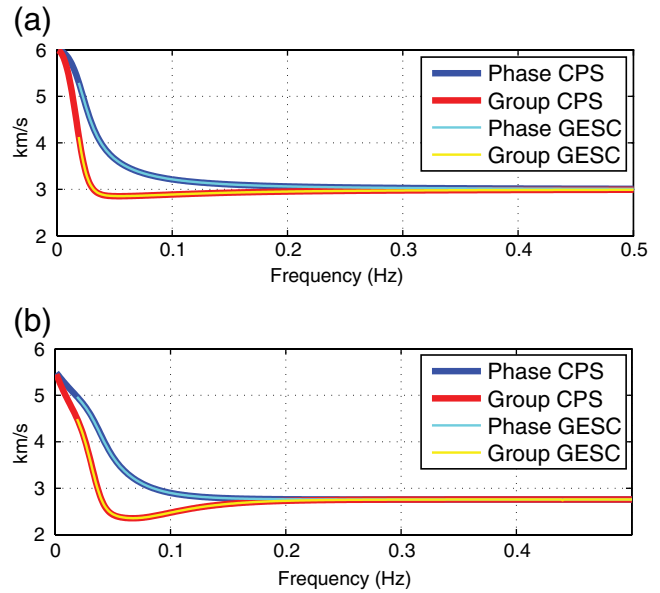 (a)
6
5
4
3
2
km/s
Phase CPS
Group CPS
Phase GESC
Group GESC
0 0.1 0.2 0.3 0.4 0.5
Frequency (Hz)
(b)
6
5
4
3
2
km/s
Phase CPS
Group CPS
Phase GESC
Group GESC
0 0.1 0.2 0.3 0.4
Frequency (Hz)